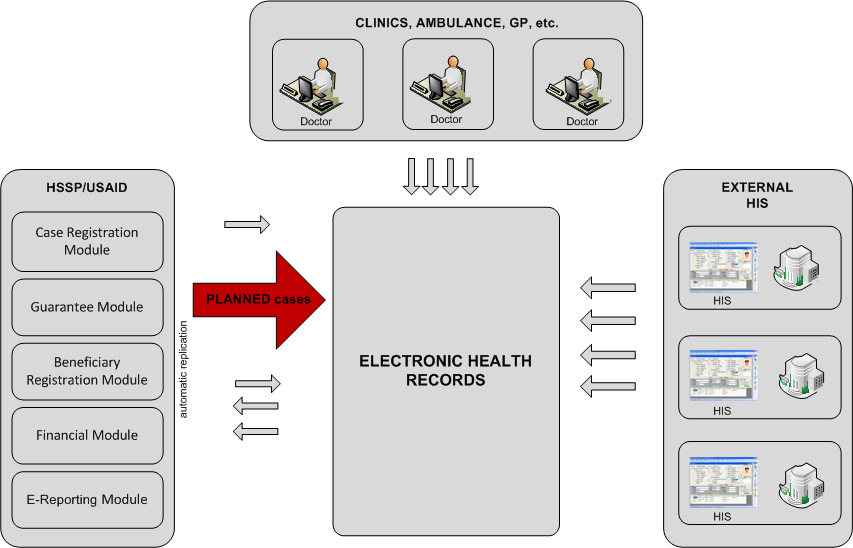 CLINICS, AMBULANCE, GP, etc.
Doctor
Doctor
Doctor
HSSP/USAID
Case Registration
Module
Guarantee Module
Beneficiary
Registration Module
Financial Module
E-Reporting Module
automatic replication
PLANNED cases
ELECTRONIC HEALTH
RECORDS
EXTERNAL
HIS
HIS
HIS
HIS